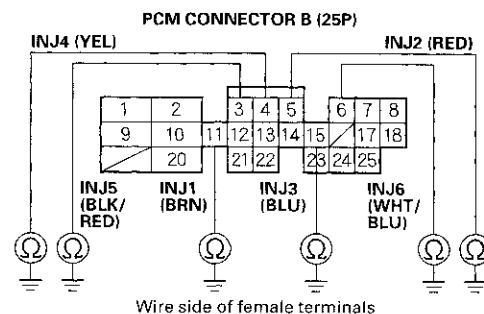 PCM CONNECTOR B (25P)
INJ4 (YEL)
INJ2 (RED)
1 2 3 4 5 6 7 8
9 10 11 12 13 14 15 17 18
20 21 22 23 24 25
INJ5 (BLK/RED)
INJ1 (BRN)
INJ3 (BLU)
INJ6 (WHT/BLU)
Ω Ω Ω Ω Ω
Wire side of female terminals